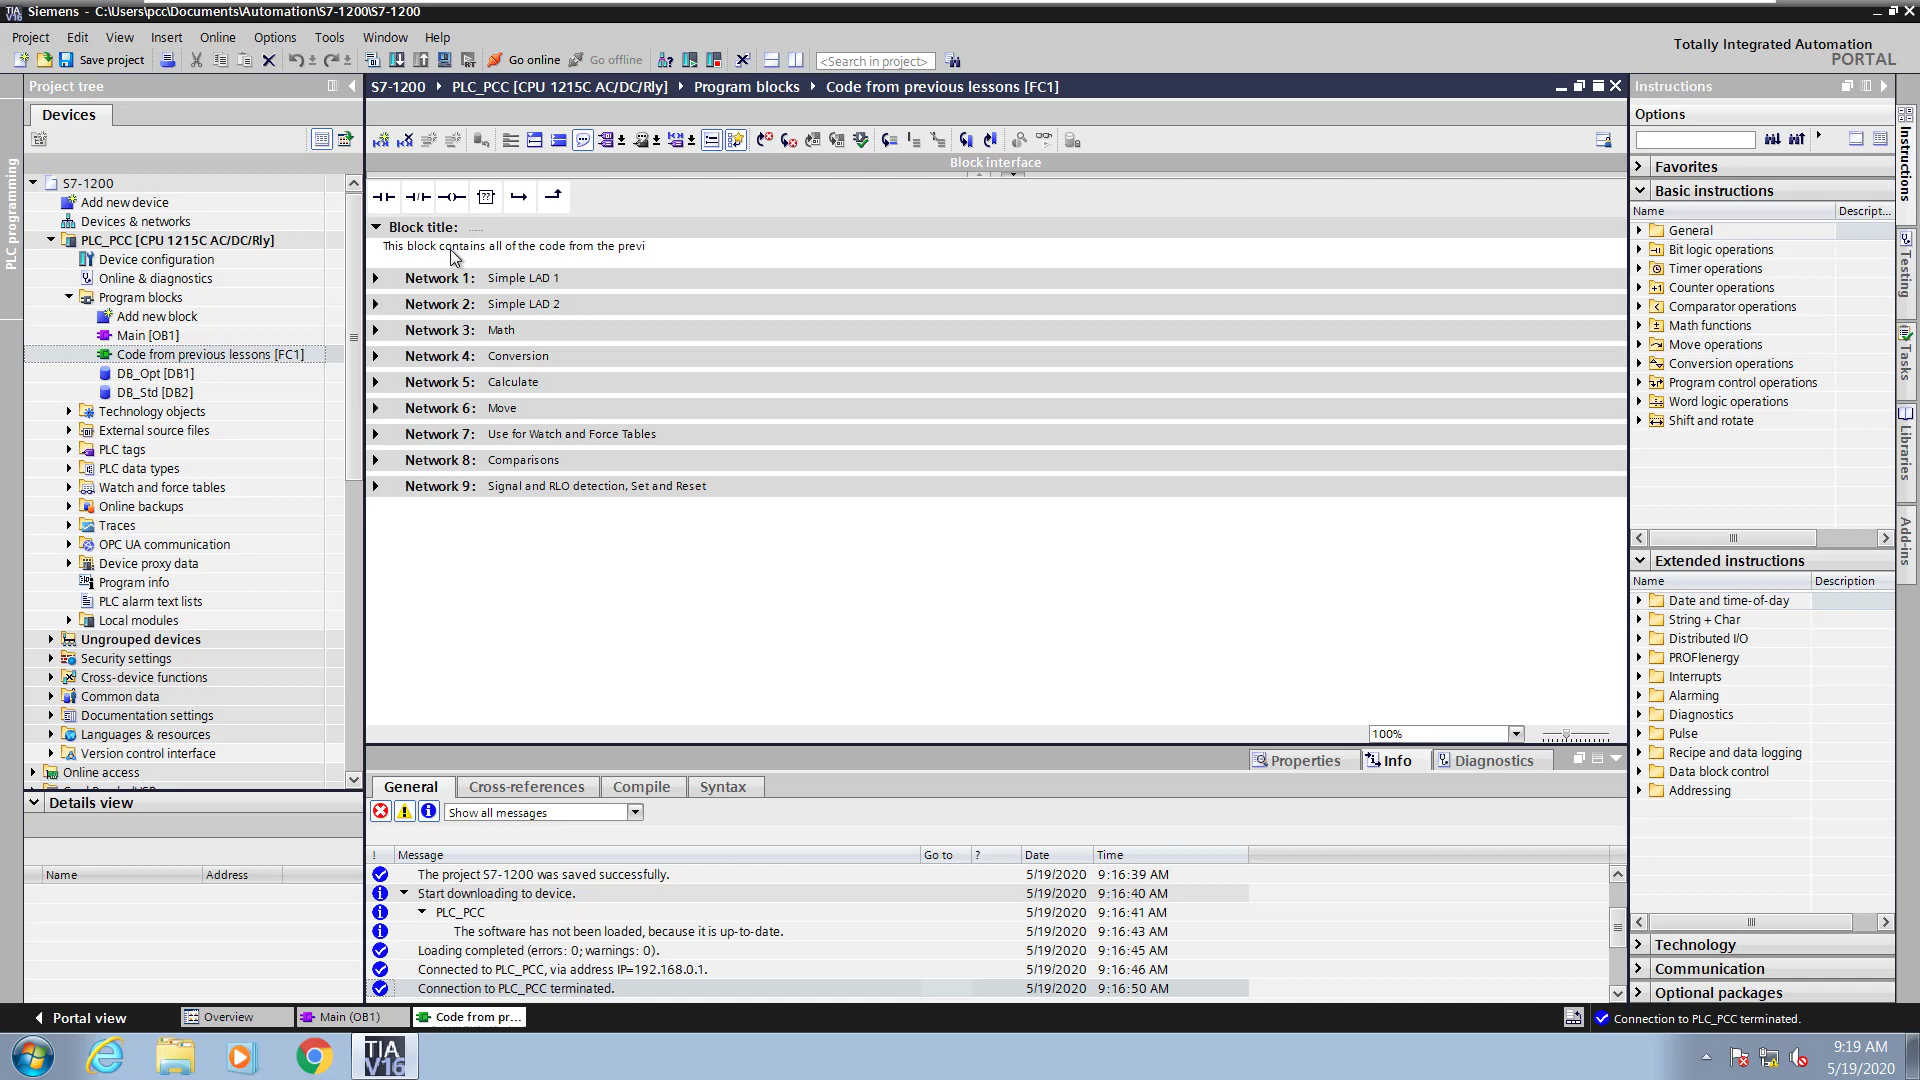 Siemens - C:\Users\pcc\Documents\Automation\S7-1200\S7-1200
Project Edit View Insert Online Options Tools Window Help
Totally Integrated Automation
PORTAL
Save project
Go online
Go offline
<Search in project>
Project tree
S7-1200 PLC_PCC [CPU 1215C AC/DC/Rly] Program blocks Code from previous lessons [FC1]
Instructions
Devices
Options
PLC programming
S7-1200
Add new device
Devices & networks
PLC_PCC [CPU 1215C AC/DC/Rly]
Device configuration
Online & diagnostics
Program blocks
Add new block
Main [OB1]
Code from previous lessons [FC1]
DB_Opt [DB1]
DB_Std [DB2]
Technology objects
External source files
PLC tags
PLC data types
Watch and force tables
Online backups
Traces
OPC UA communication
Device proxy data
Program info
PLC alarm text lists
Local modules
Ungrouped devices
Security settings
Cross-device functions
Common data
Documentation settings
Languages & resources
Version control interface
Online access
Details view
Name Address
Block interface
??
Block title: .....
This block contains all of the code from the previ
Network 1: Simple LAD 1
Network 2: Simple LAD 2
Network 3: Math
Network 4: Conversion
Network 5: Calculate
Network 6: Move
Network 7: Use for Watch and Force Tables
Network 8: Comparisons
Network 9: Signal and RLO detection, Set and Reset
100%
Properties Info Diagnostics
General Cross-references Compile Syntax
Show all messages
! Message Go to ? Date Time
The project S7-1200 was saved successfully. 5/19/2020 9:16:39 AM
Start downloading to device. 5/19/2020 9:16:40 AM
PLC_PCC 5/19/2020 9:16:41 AM
The software has not been loaded, because it is up-to-date. 5/19/2020 9:16:43 AM
Loading completed (errors: 0; warnings: 0). 5/19/2020 9:16:45 AM
Connected to PLC_PCC, via address IP=192.168.0.1. 5/19/2020 9:16:46 AM
Connection to PLC_PCC terminated. 5/19/2020 9:16:50 AM
Favorites
Basic instructions
Name Descript...
General
Bit logic operations
Timer operations
Counter operations
Comparator operations
Math functions
Move operations
Conversion operations
Program control operations
Word logic operations
Shift and rotate
Extended instructions
Name Description
Date and time-of-day
String + Char
Distributed I/O
PROFIenergy
Interrupts
Alarming
Diagnostics
Pulse
Recipe and data logging
Data block control
Addressing
Technology
Communication
Optional packages
Instructions
Testing
Tasks
Libraries
Add-ins
Portal view
Overview
Main (OB1)
Code from pr...
Connection to PLC_PCC terminated.
TIA
V16
9:19 AM
5/19/2020